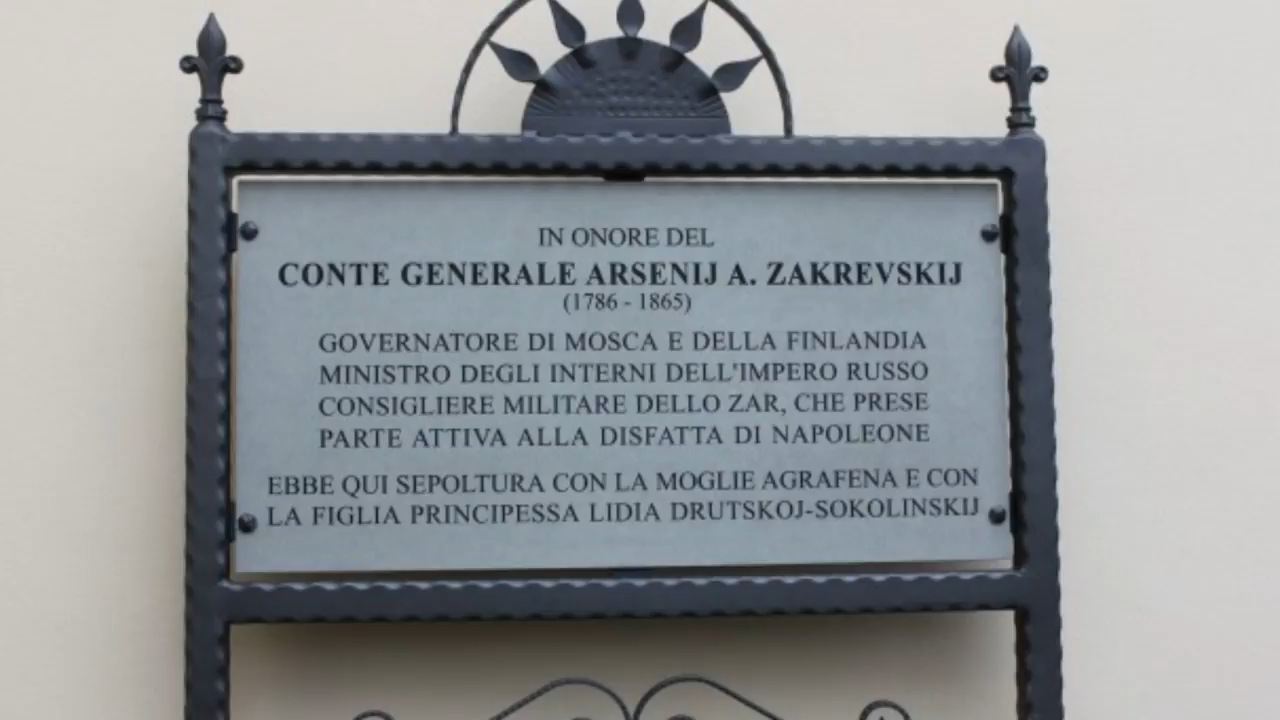 IN ONORE DEL
CONTE GENERALE ARSENIJ A. ZAKREVSKIJ
(1786 - 1865)
GOVERNATORE DI MOSCA E DELLA FINLANDIA
MINISTRO DEGLI INTERNI DELL'IMPERO RUSSO
CONSIGLIERE MILITARE DELLO ZAR, CHE PRESE
PARTE ATTIVA ALLA DISFATTA DI NAPOLEONE
EBBE QUI SEPOLTURA CON LA MOGLIE AGRAFENA E CON
LA FIGLIA PRINCIPESSA LIDIA DRUTSKOJ-SOKOLINSKIJ